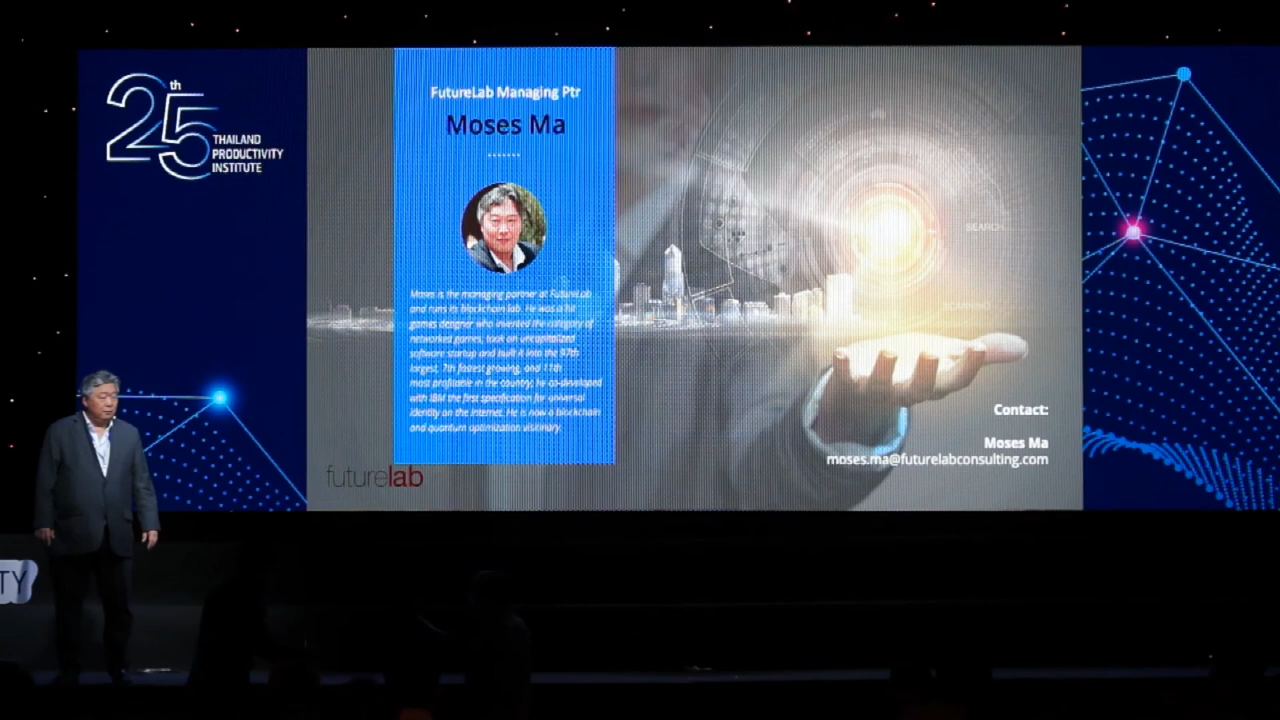 25th
THAILAND
PRODUCTIVITY
INSTITUTE
FutureLab Managing Ptr
Moses Ma
Moses is the managing partner at FutureLab
and runs its blockchain lab. He was a hit
games designer who invented the category of
networked games, took an uncapitalized
software startup and built it into the 97th
largest, 7th fastest growing, and 11th
most profitable in the country; he co-developed
with IBM the first specification for universal
identity on the Internet. He is now a blockchain
and quantum optimization visionary.
SEARCH
futurelab
Contact:
Moses Ma
moses.ma@futurelabconsulting.com
TY